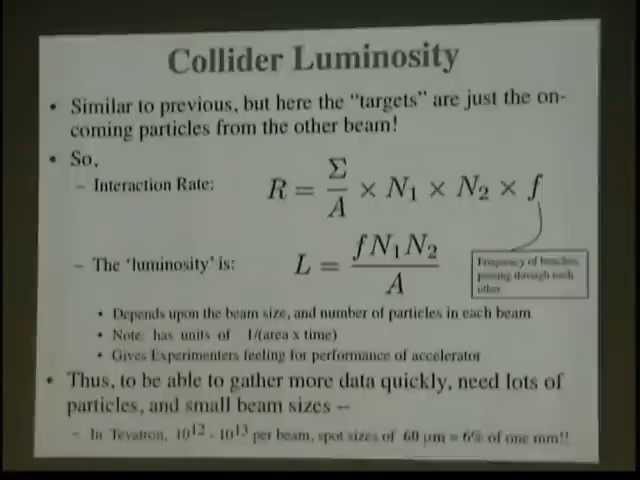 Collider Luminosity
• Similar to previous, but here the "targets" are just the on-
coming particles from the other beam!
• So,
– Interaction Rate: R = Σ/A × N₁ × N₂ × f
– The 'luminosity' is: L = fN₁N₂/A
Frequency of bunches
passing through each
other
• Depends upon the beam size, and number of particles in each beam
• Note: has units of 1/(area x time)
• Gives Experimenters feeling for performance of accelerator
• Thus, to be able to gather more data quickly, need lots of
particles, and small beam sizes --
– In Tevatron, 10¹² - 10¹³ per beam, spot sizes of 60 μm = 6% of one mm!!